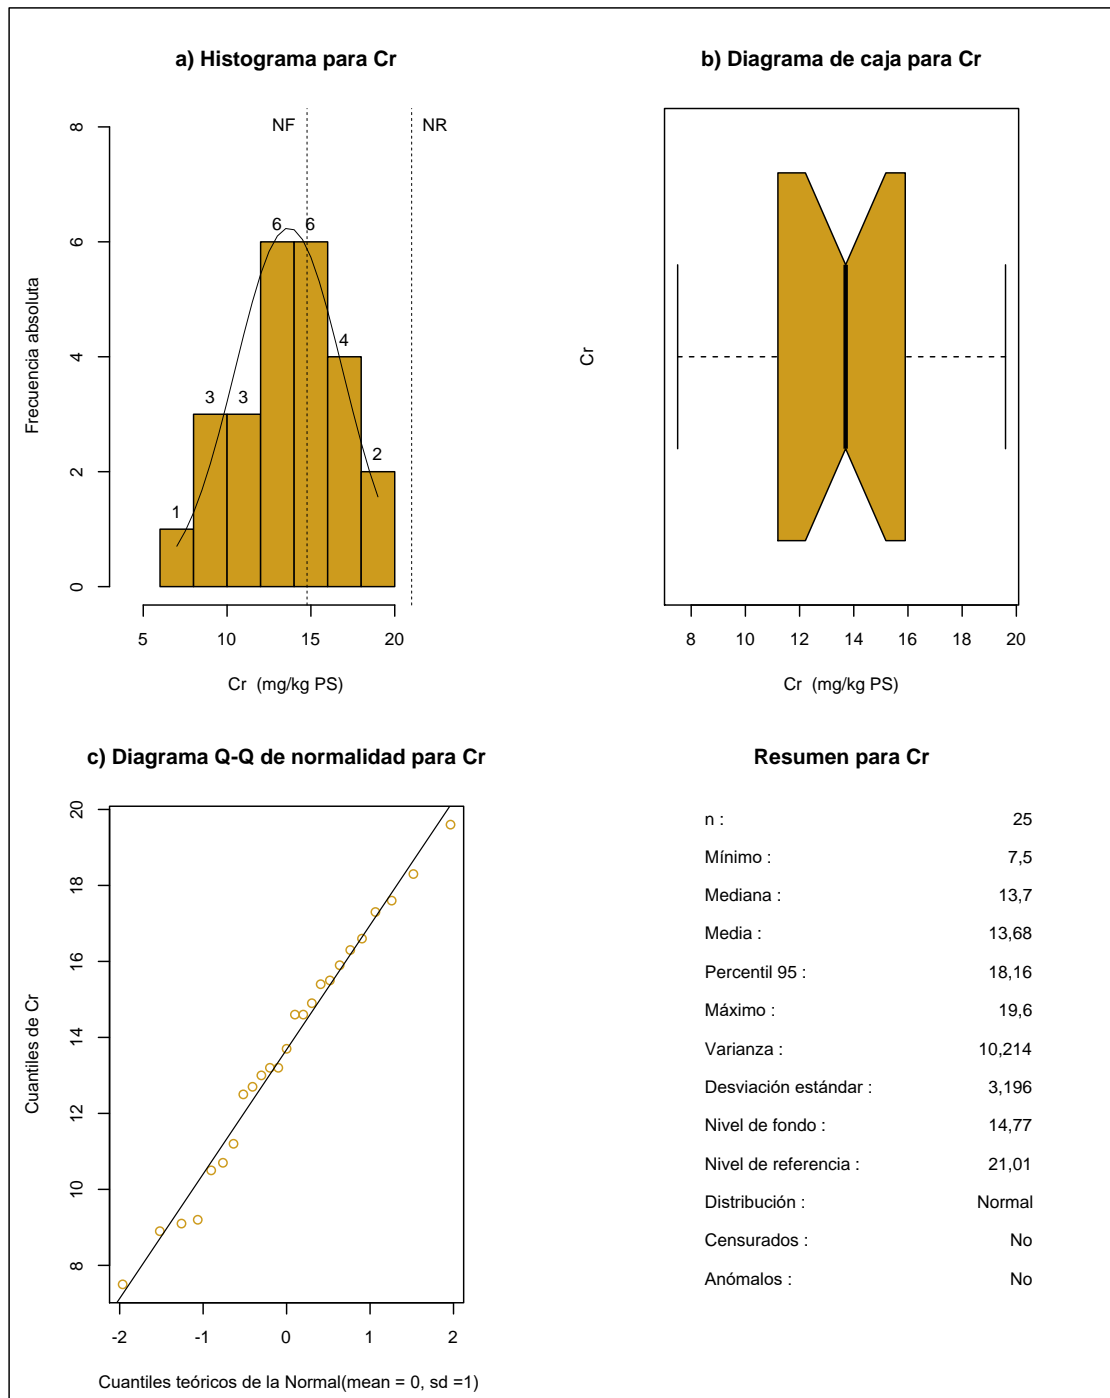 a) Histograma para Cr
NF
NR
Frecuencia absoluta
8
6
4
2
0
1
3
3
6
6
4
2
5 10 15 20
Cr (mg/kg PS)
b) Diagrama de caja para Cr
Cr
8 10 12 14 16 18 20
Cr (mg/kg PS)
c) Diagrama Q-Q de normalidad para Cr
Cuantiles de Cr
20
18
16
14
12
10
8
-2 -1 0 1 2
Cuantiles teóricos de la Normal(mean = 0, sd =1)
Resumen para Cr
n : 25
Mínimo : 7,5
Mediana : 13,7
Media : 13,68
Percentil 95 : 18,16
Máximo : 19,6
Varianza : 10,214
Desviación estándar : 3,196
Nivel de fondo : 14,77
Nivel de referencia : 21,01
Distribución : Normal
Censurados : No
Anómalos : No